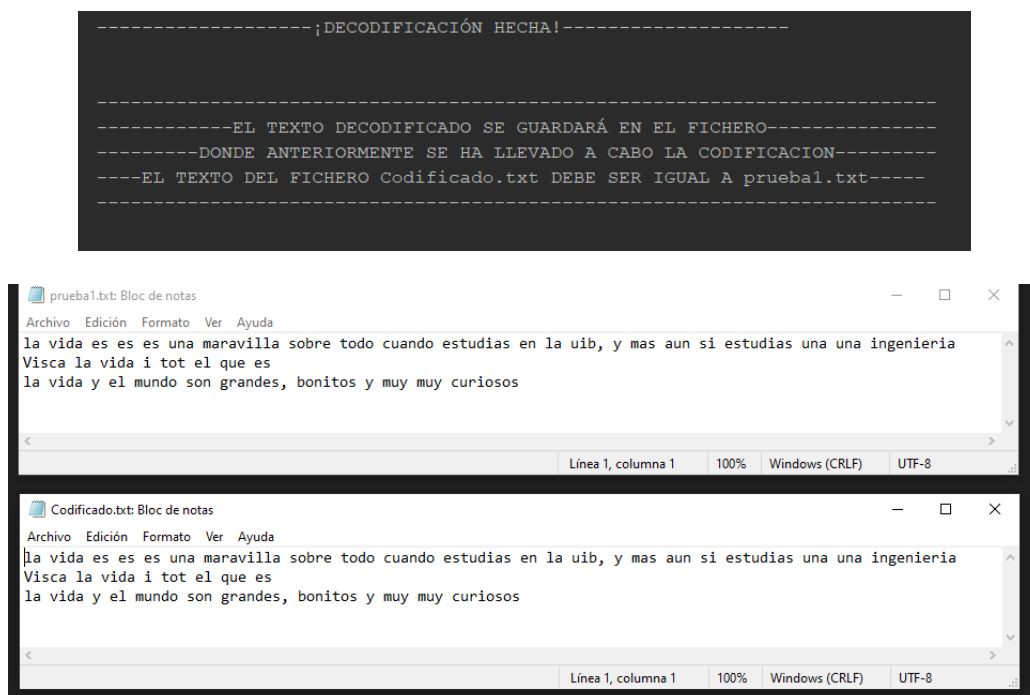 -------------------¡DECODIFICACIÓN HECHA!--------------------
--------------------------------------------------------------------------
------------EL TEXTO DECODIFICADO SE GUARDARÁ EN EL FICHERO---------------
---------DONDE ANTERIORMENTE SE HA LLEVADO A CABO LA CODIFICACION---------
----EL TEXTO DEL FICHERO Codificado.txt DEBE SER IGUAL A prueba1.txt-----
--------------------------------------------------------------------------
prueba1.txt: Bloc de notas
Archivo Edición Formato Ver Ayuda
la vida es es es una maravilla sobre todo cuando estudias en la uib, y mas aun si estudias una una ingenieria
Visca la vida i tot el que es
la vida y el mundo son grandes, bonitos y muy muy curiosos
Línea 1, columna 1 100% Windows (CRLF) UTF-8
Codificado.txt: Bloc de notas
Archivo Edición Formato Ver Ayuda
la vida es es es una maravilla sobre todo cuando estudias en la uib, y mas aun si estudias una una ingenieria
Visca la vida i tot el que es
la vida y el mundo son grandes, bonitos y muy muy curiosos
Línea 1, columna 1 100% Windows (CRLF) UTF-8